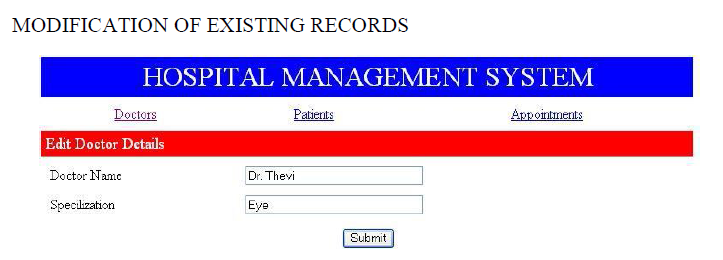 MODIFICATION OF EXISTING RECORDS
HOSPITAL MANAGEMENT SYSTEM
Doctors Patients Appointments
Edit Doctor Details
Doctor Name Dr. Thevi
Specilization Eye
Submit